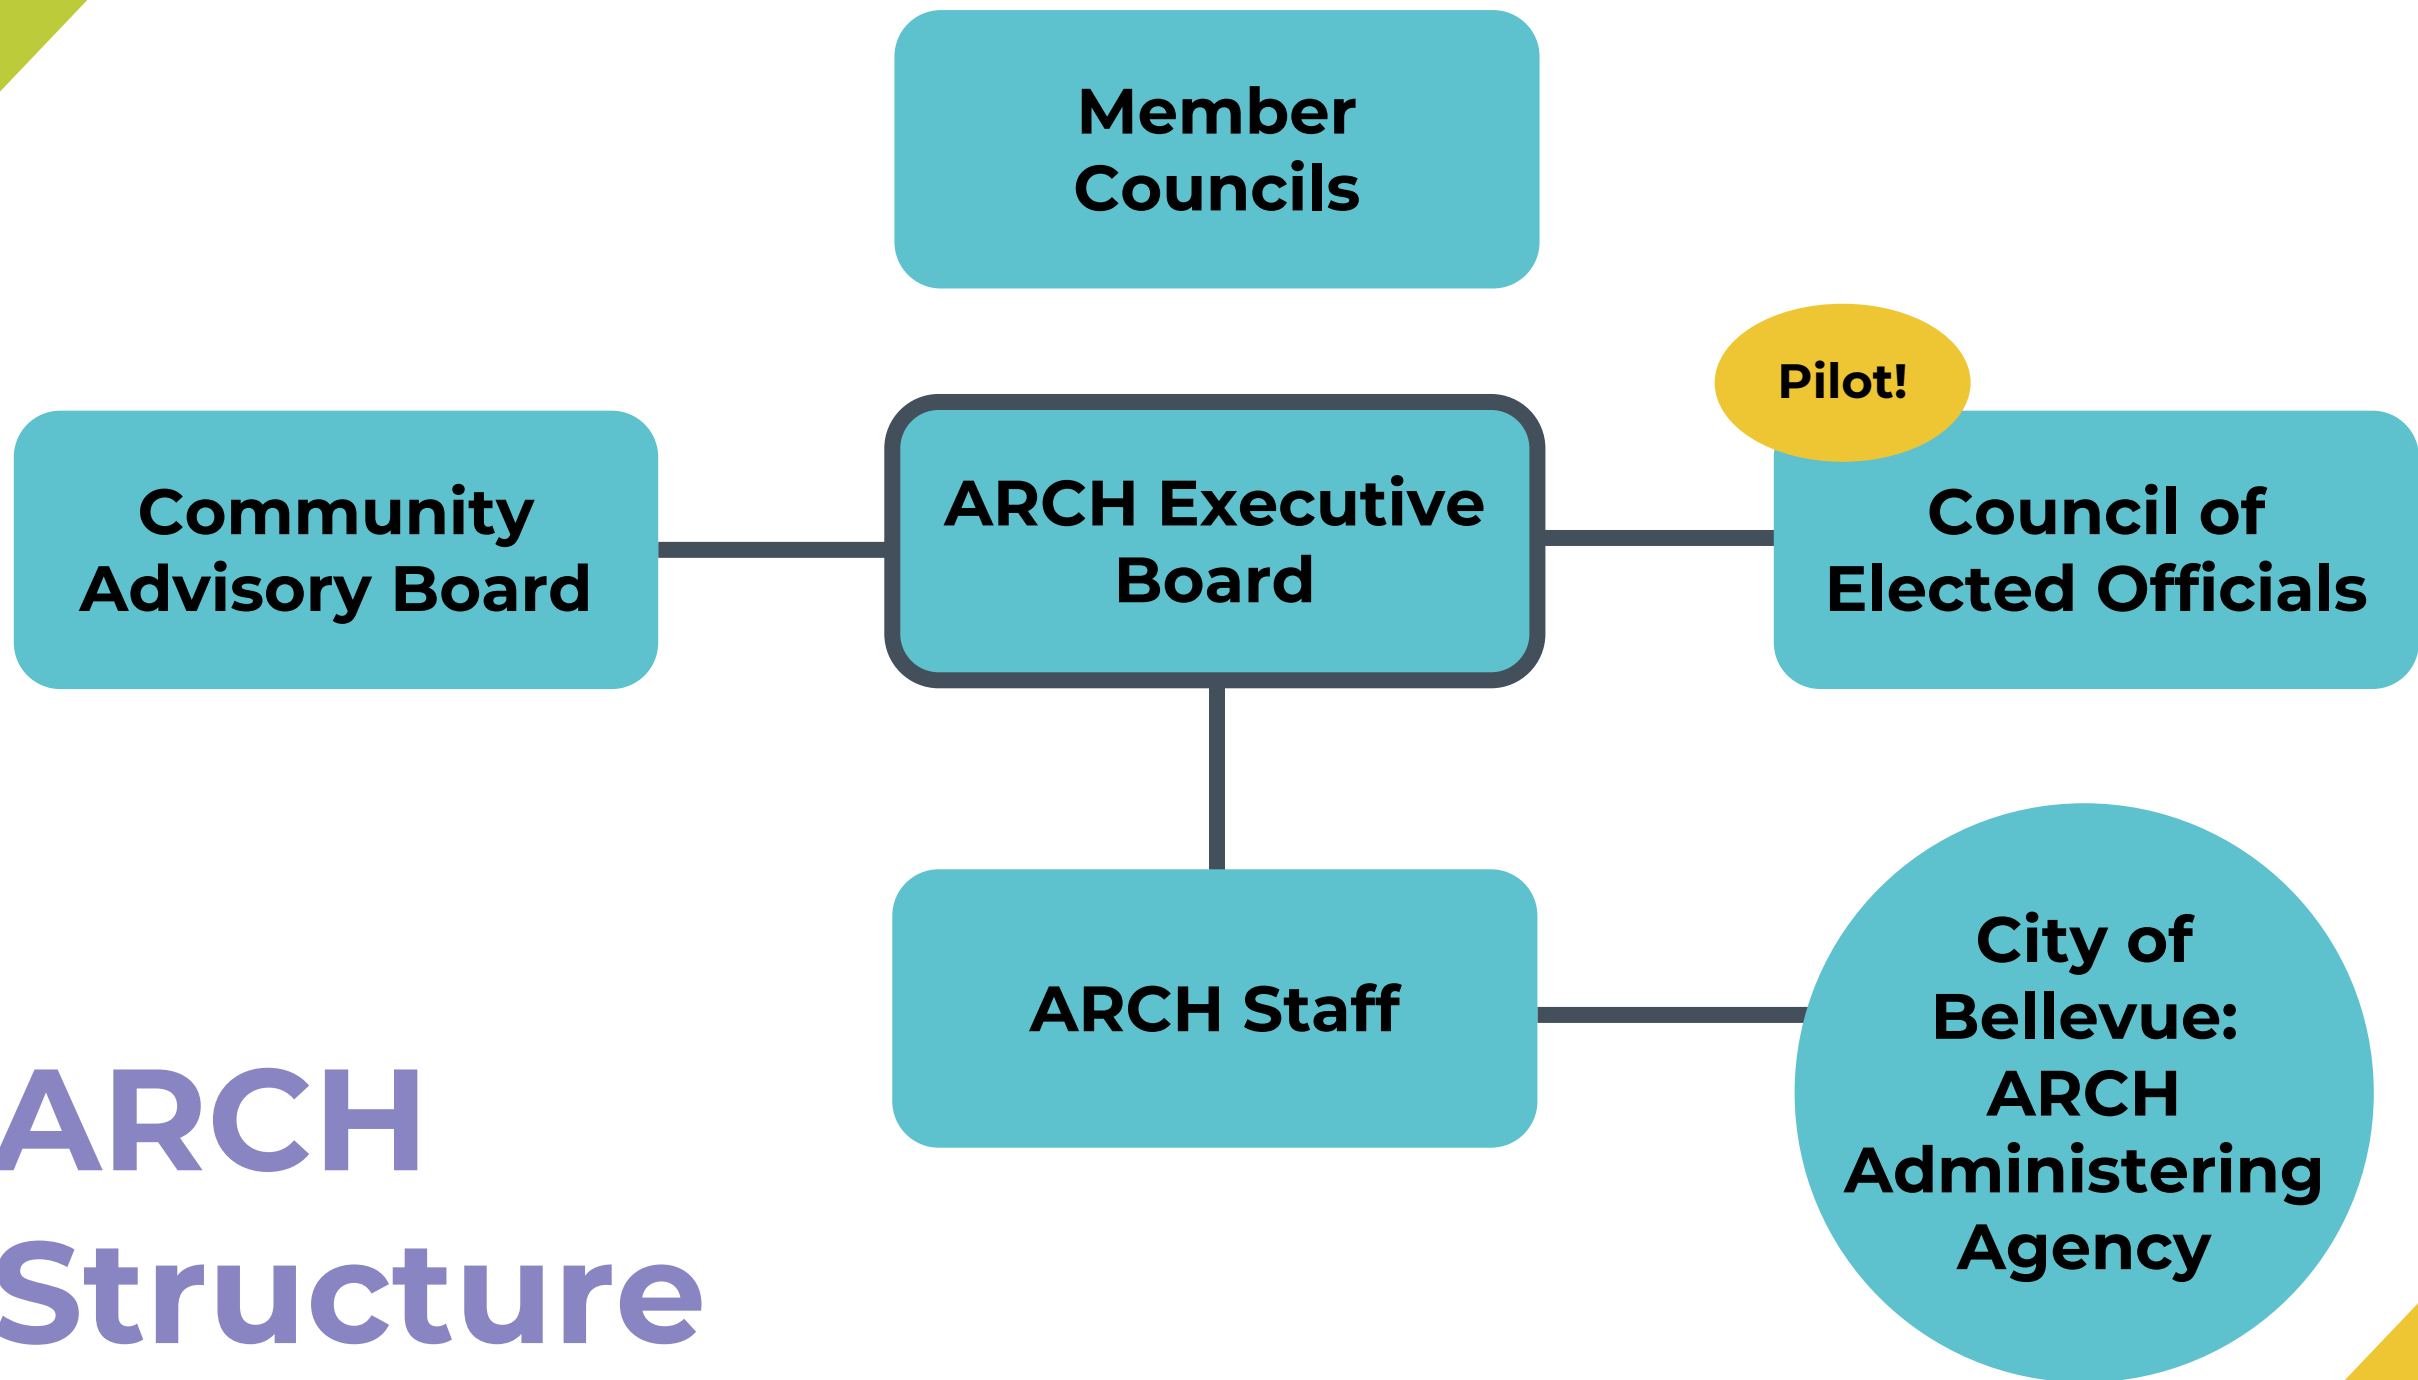 Member
Councils
Pilot!
Community
Advisory Board
ARCH Executive
Board
Council of
Elected Officials
ARCH Staff
City of
Bellevue:
ARCH
Administering
Agency
ARCH
Structure